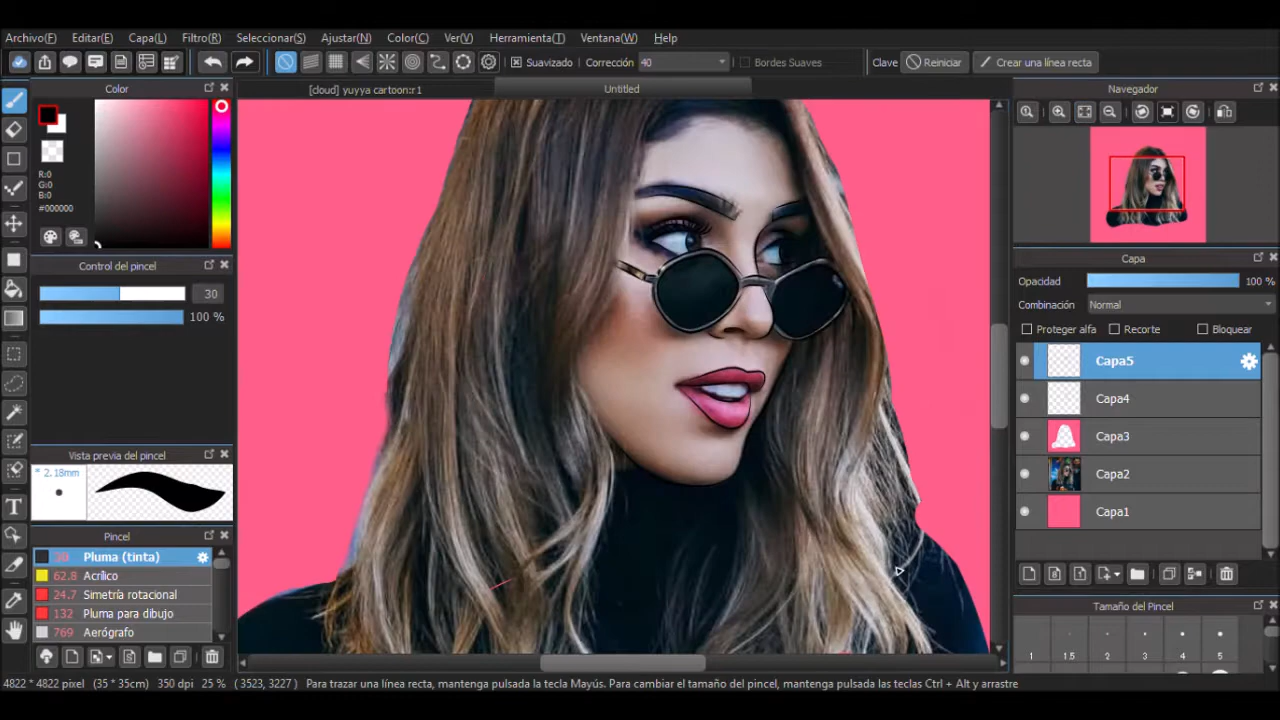 Archivo(F) Editar(E) Capa(L) Filtro(R) Seleccionar(S) Ajustar(N) Color(C) Ver(V) Herramienta(T) Ventana(W) Help
Suavizado Corrección 40 Bordes Suaves Clave Reiniciar Crear una línea recta
Color
R:0
G:0
B:0
#000000
Control del pincel
30
100 %
Vista previa del pincel
* 2.18mm
Pincel
30 Pluma (tinta)
62.8 Acrílico
24.7 Simetría rotacional
132 Pluma para dibujo
769 Aerógrafo
[cloud] yuyya cartoon:r1
Untitled
Navegador
Capa
Opacidad 100 %
Combinación Normal
Proteger alfa Recorte Bloquear
Capa5
Capa4
Capa3
Capa2
Capa1
Tamaño del Pincel
1 1.5 2 3 4 5
4822 * 4822 pixel (35 * 35cm) 350 dpi 25 % ( 3523, 3227 ) Para trazar una línea recta, mantenga pulsada la tecla Mayús. Para cambiar el tamaño del pincel, mantenga pulsadas las teclas Ctrl + Alt y arrastre